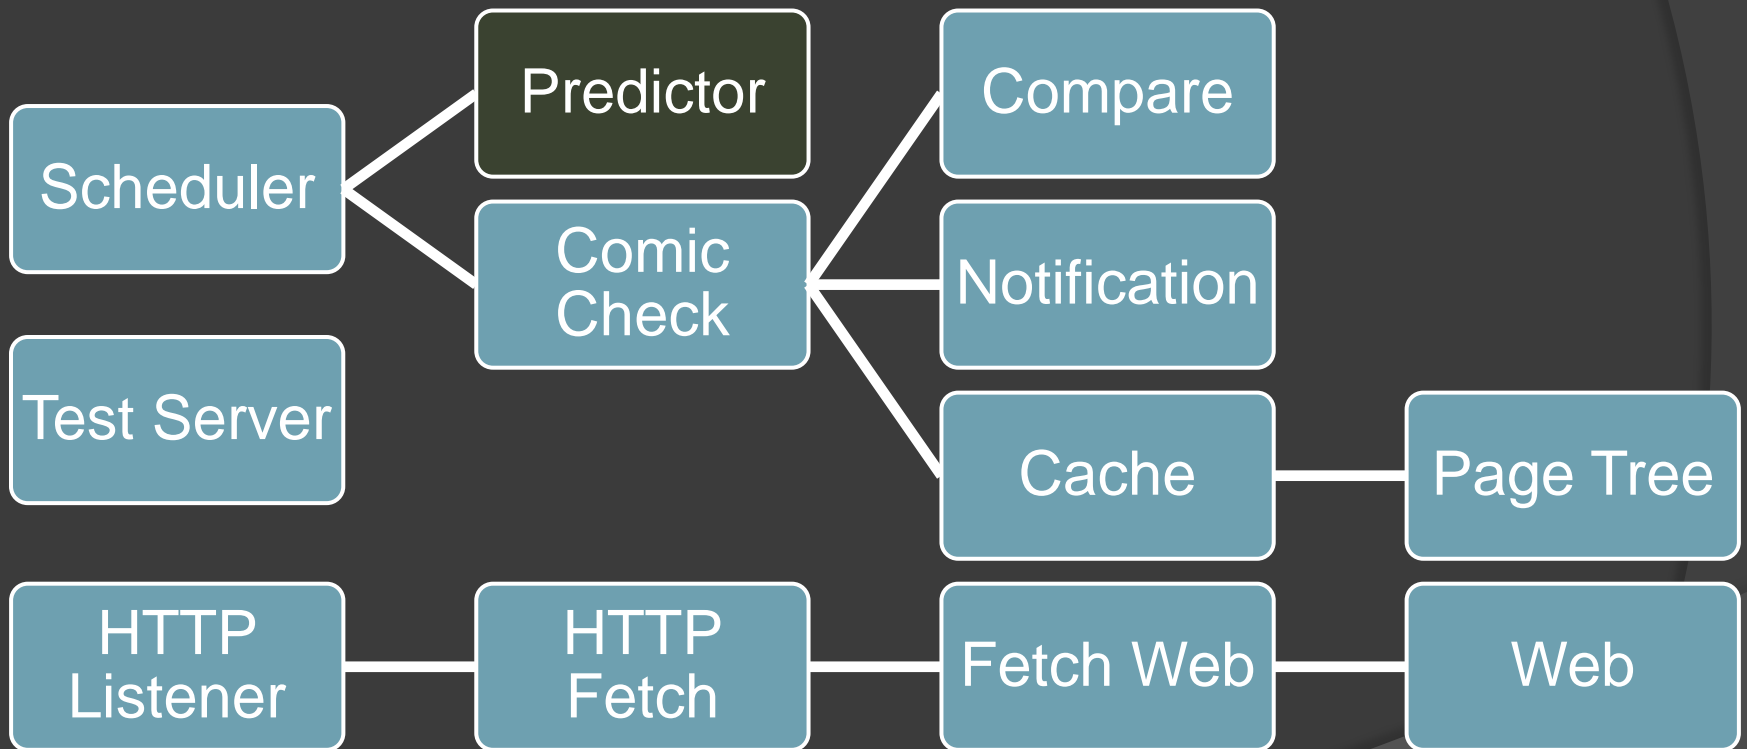 Predictor
Compare
Scheduler
Comic
Check
Notification
Test Server
Cache
Page Tree
HTTP
Listener
HTTP
Fetch
Fetch Web
Web